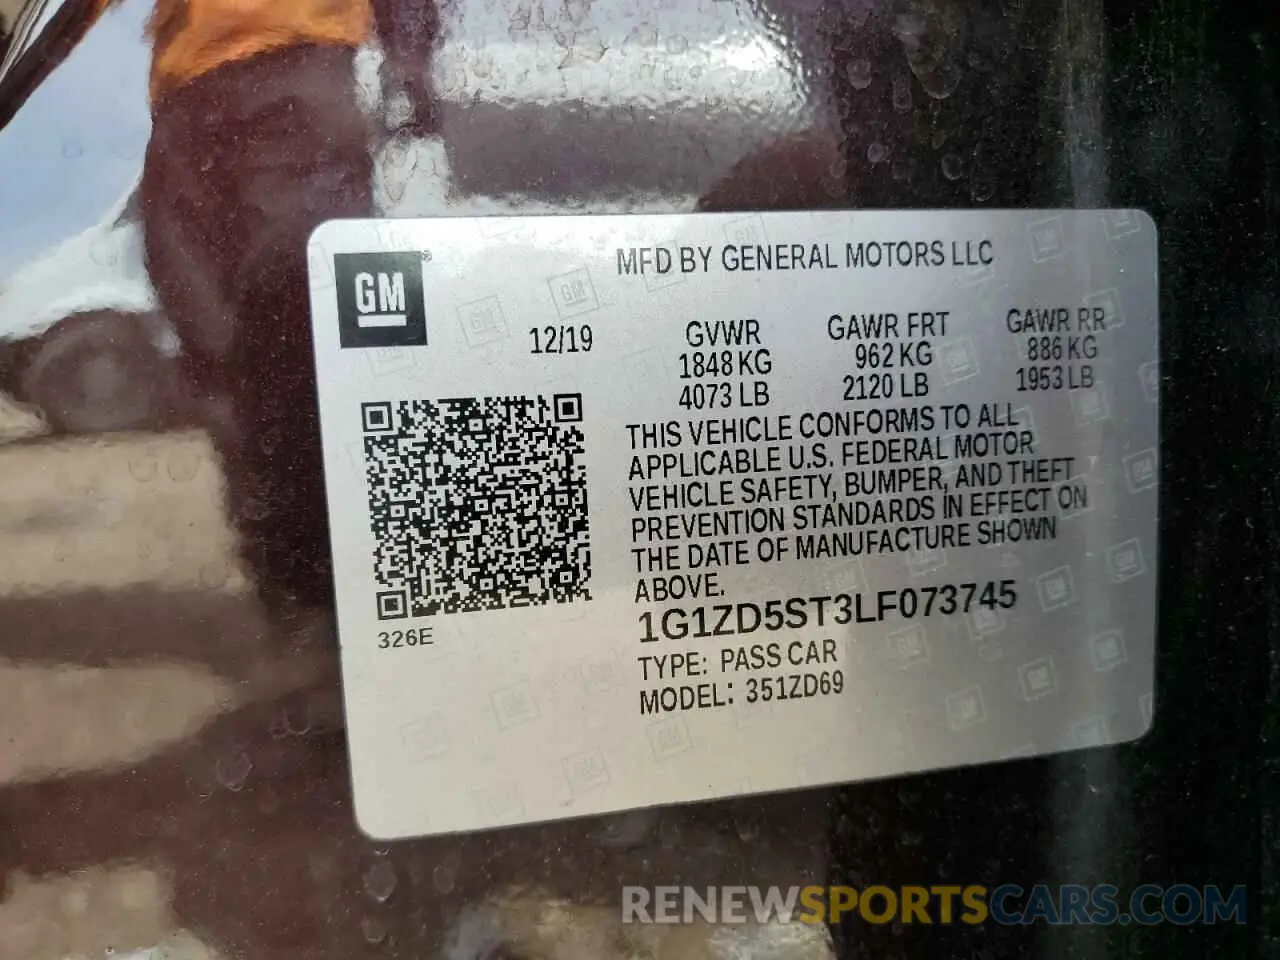 GM®
MFD BY GENERAL MOTORS LLC
12/19
GVWR
1848 KG
4073 LB
GAWR FRT
962 KG
2120 LB
GAWR RR
886 KG
1953 LB
THIS VEHICLE CONFORMS TO ALL
APPLICABLE U.S. FEDERAL MOTOR
VEHICLE SAFETY, BUMPER, AND THEFT
PREVENTION STANDARDS IN EFFECT ON
THE DATE OF MANUFACTURE SHOWN
ABOVE.
326E
1G1ZD5ST3LF073745
TYPE: PASS CAR
MODEL: 351ZD69
RENEWSPORTSCARS.COM